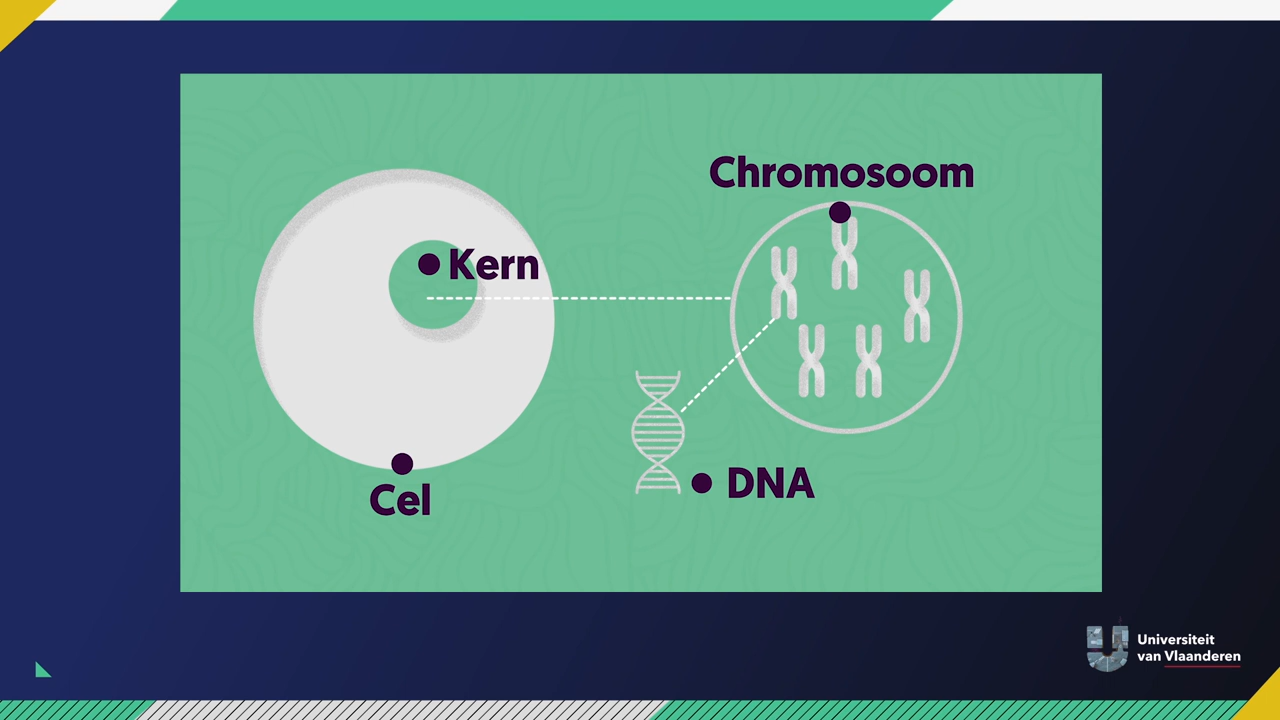 Chromosoom
Kern
Cel
DNA
Universiteit
van Vlaanderen